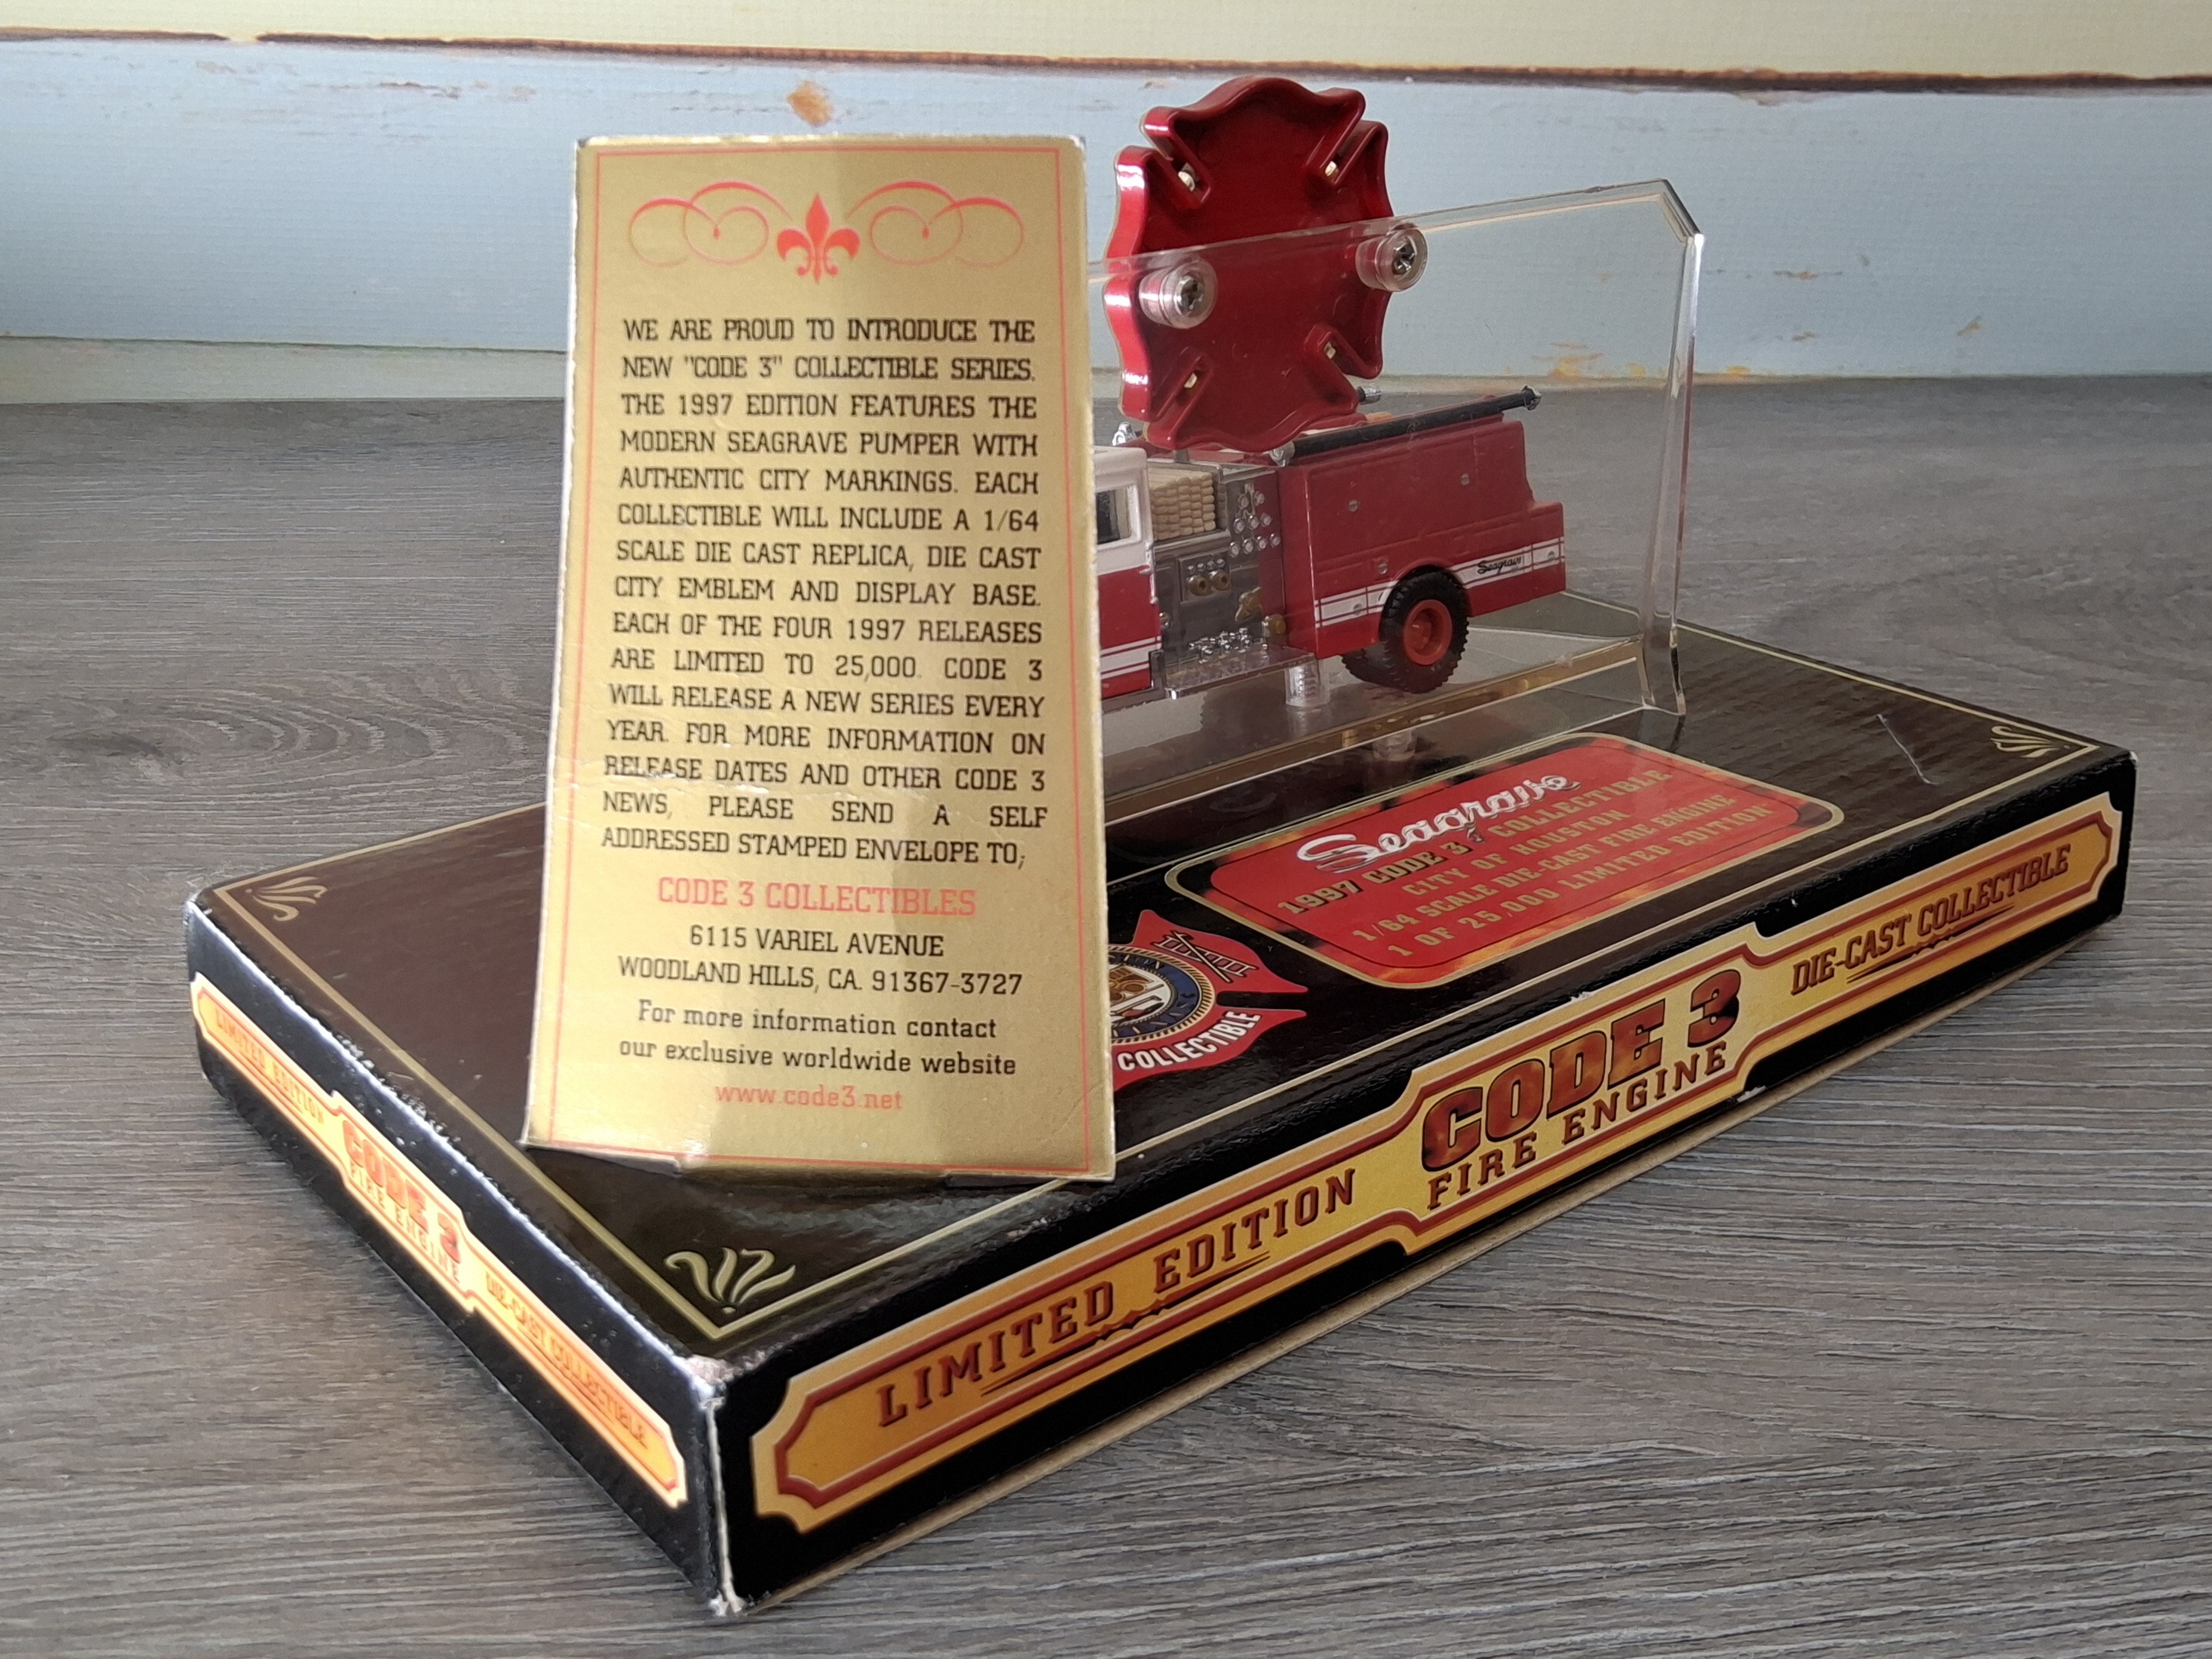 WE ARE PROUD TO INTRODUCE THE
NEW "CODE 3" COLLECTIBLE SERIES.
THE 1997 EDITION FEATURES THE
MODERN SEAGRAVE PUMPER WITH
AUTHENTIC CITY MARKINGS. EACH
COLLECTIBLE WILL INCLUDE A 1/64
SCALE DIE CAST REPLICA, DIE CAST
CITY EMBLEM AND DISPLAY BASE.
EACH OF THE FOUR 1997 RELEASES
ARE LIMITED TO 25,000. CODE 3
WILL RELEASE A NEW SERIES EVERY
YEAR. FOR MORE INFORMATION ON
RELEASE DATES AND OTHER CODE 3
NEWS, PLEASE SEND A SELF
ADDRESSED STAMPED ENVELOPE TO;
CODE 3 COLLECTIBLES
6115 VARIEL AVENUE
WOODLAND HILLS, CA. 91367-3727
For more information contact
our exclusive worldwide website
www.code3.net
Seagrave
Seagrave
1997 CODE 3 COLLECTIBLE
CITY OF HOUSTON
1/64 SCALE DIE-CAST FIRE ENGINE
1 OF 25,000 LIMITED EDITION
COLLECTIBLE
LIMITED EDITION
CODE 3
FIRE ENGINE
DIE-CAST COLLECTIBLE
LIMITED EDITION
CODE 3
FIRE ENGINE
DIE-CAST COLLECTIBLE